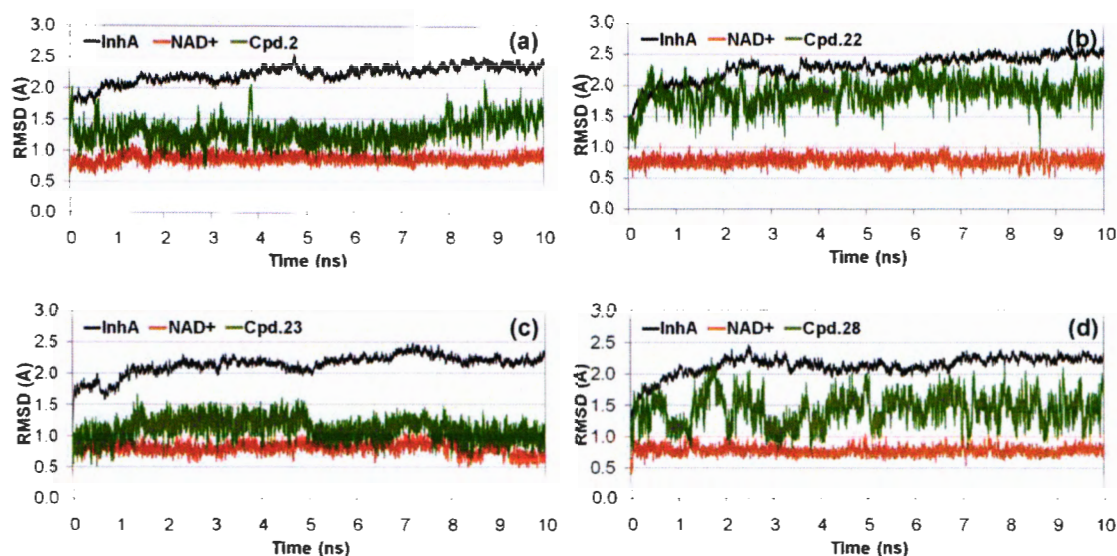 InhA NAD+ Cpd.2 (a)
RMSD (A)
3.0
2.5
2.0
1.5
1.0
0.5
0.0
0 1 2 3 4 5 6 7 8 9 10
Time (ns)
InhA NAD+ Cpd.22 (b)
RMSD (A)
3.0
2.5
2.0
1.5
1.0
0.5
0.0
0 1 2 3 4 5 6 7 8 9 10
Time (ns)
InhA NAD+ Cpd.23 (c)
RMSD (A)
3.0
2.5
2.0
1.5
1.0
0.5
0.0
0 1 2 3 4 5 6 7 8 9 10
Time (ns)
InhA NAD+ Cpd.28 (d)
RMSD (A)
3.0
2.5
2.0
1.5
1.0
0.5
0.0
0 1 2 3 4 5 6 7 8 9 10
Time (ns)